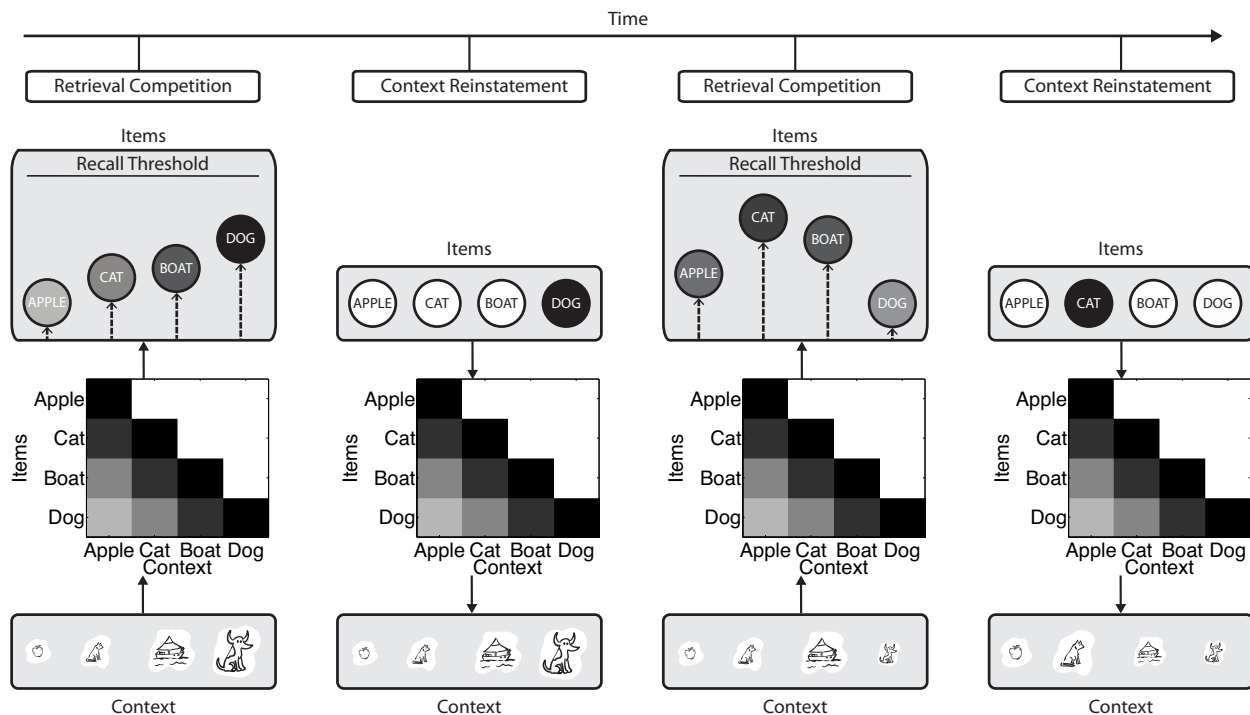 Time
Retrieval Competition
Context Reinstatement
Retrieval Competition
Context Reinstatement
Items
Recall Threshold
DOG
BOAT
CAT
APPLE
Apple
Cat
Boat
Dog
Items
Apple Cat Boat Dog
Context
Context
Items
APPLE CAT BOAT DOG
Apple
Cat
Boat
Dog
Items
Apple Cat Boat Dog
Context
Context
Items
Recall Threshold
CAT
BOAT
APPLE
DOG
Apple
Cat
Boat
Dog
Items
Apple Cat Boat Dog
Context
Context
Items
APPLE CAT BOAT DOG
Apple
Cat
Boat
Dog
Items
Apple Cat Boat Dog
Context
Context